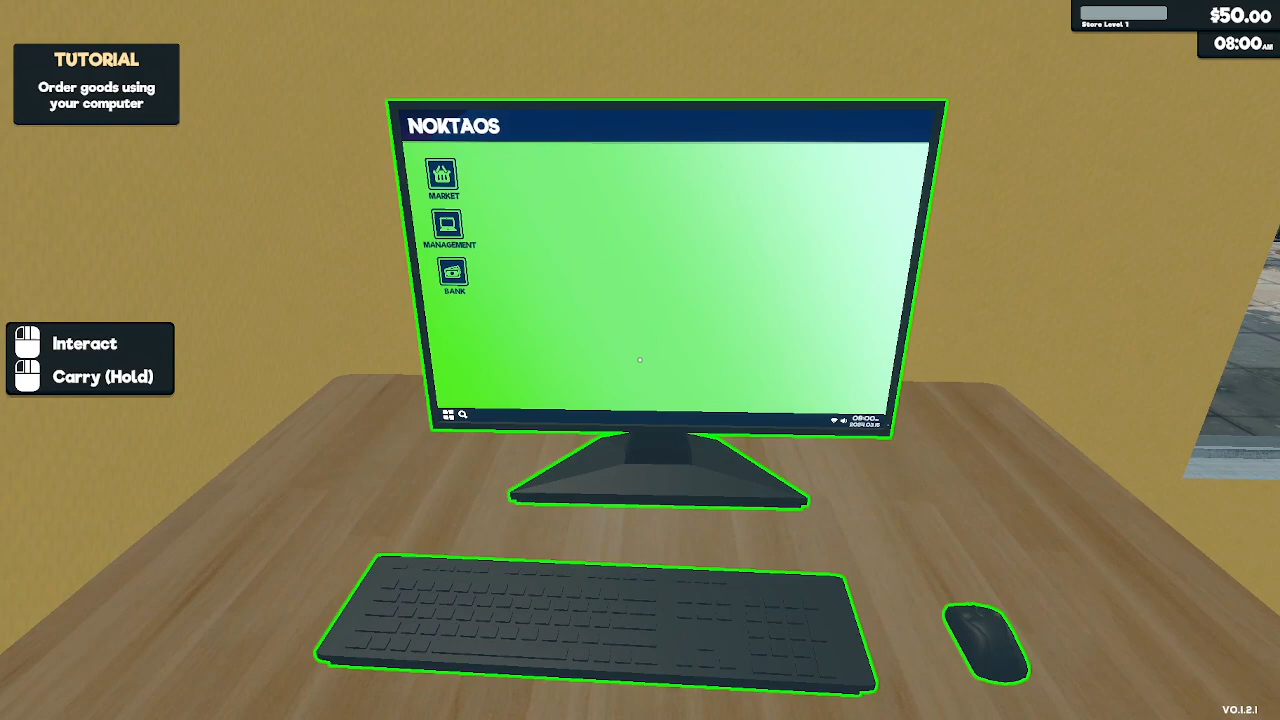 $50.00
Store Level 1
08:00AM
TUTORIAL
Order goods using
your computer
NOKTAOS
MARKET
MANAGEMENT
BANK
Interact
Carry (Hold)
V0.1.2.1